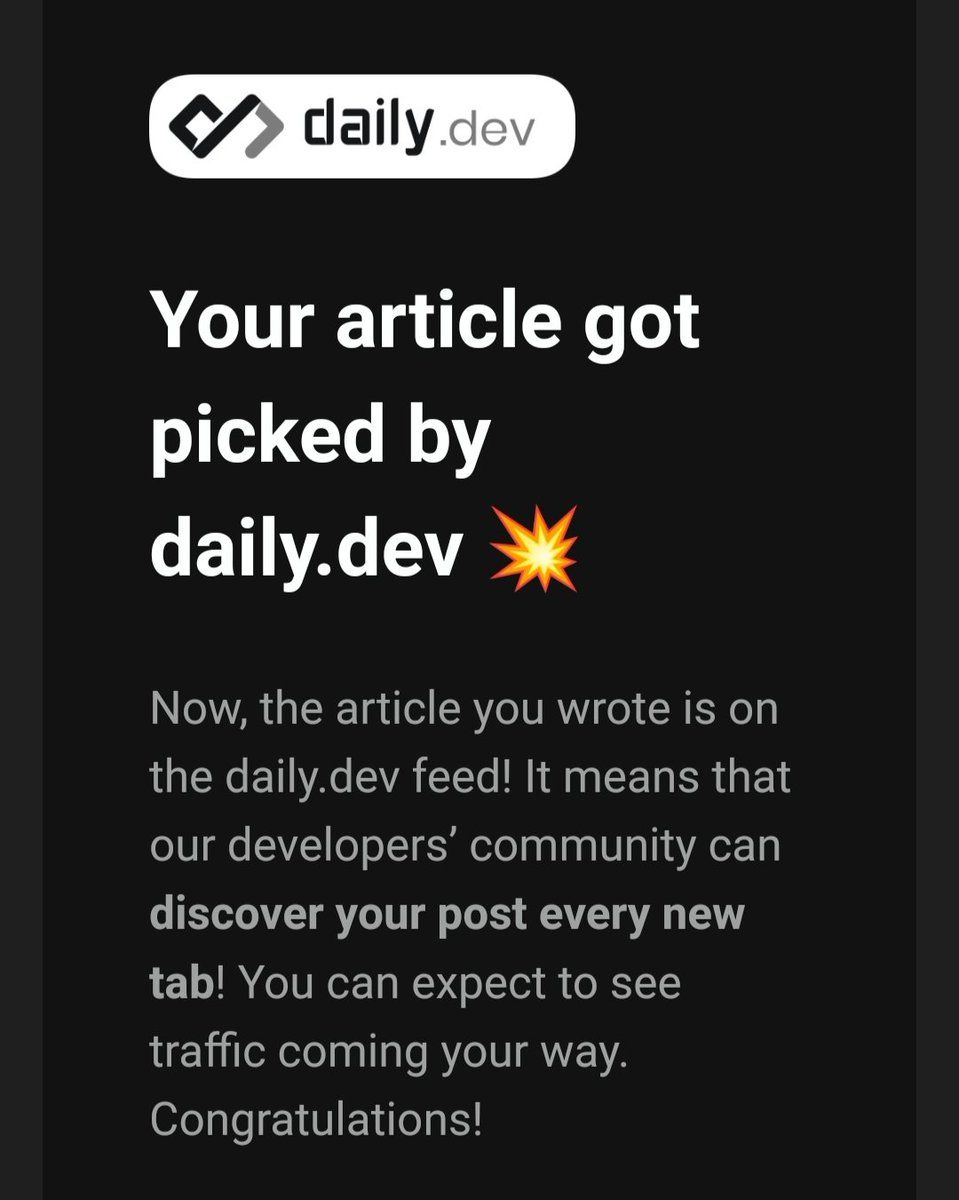 daily.dev
Your article got
picked by
daily.dev 💥
Now, the article you wrote is on
the daily.dev feed! It means that
our developers’ community can
discover your post every new
tab! You can expect to see
traffic coming your way.
Congratulations!